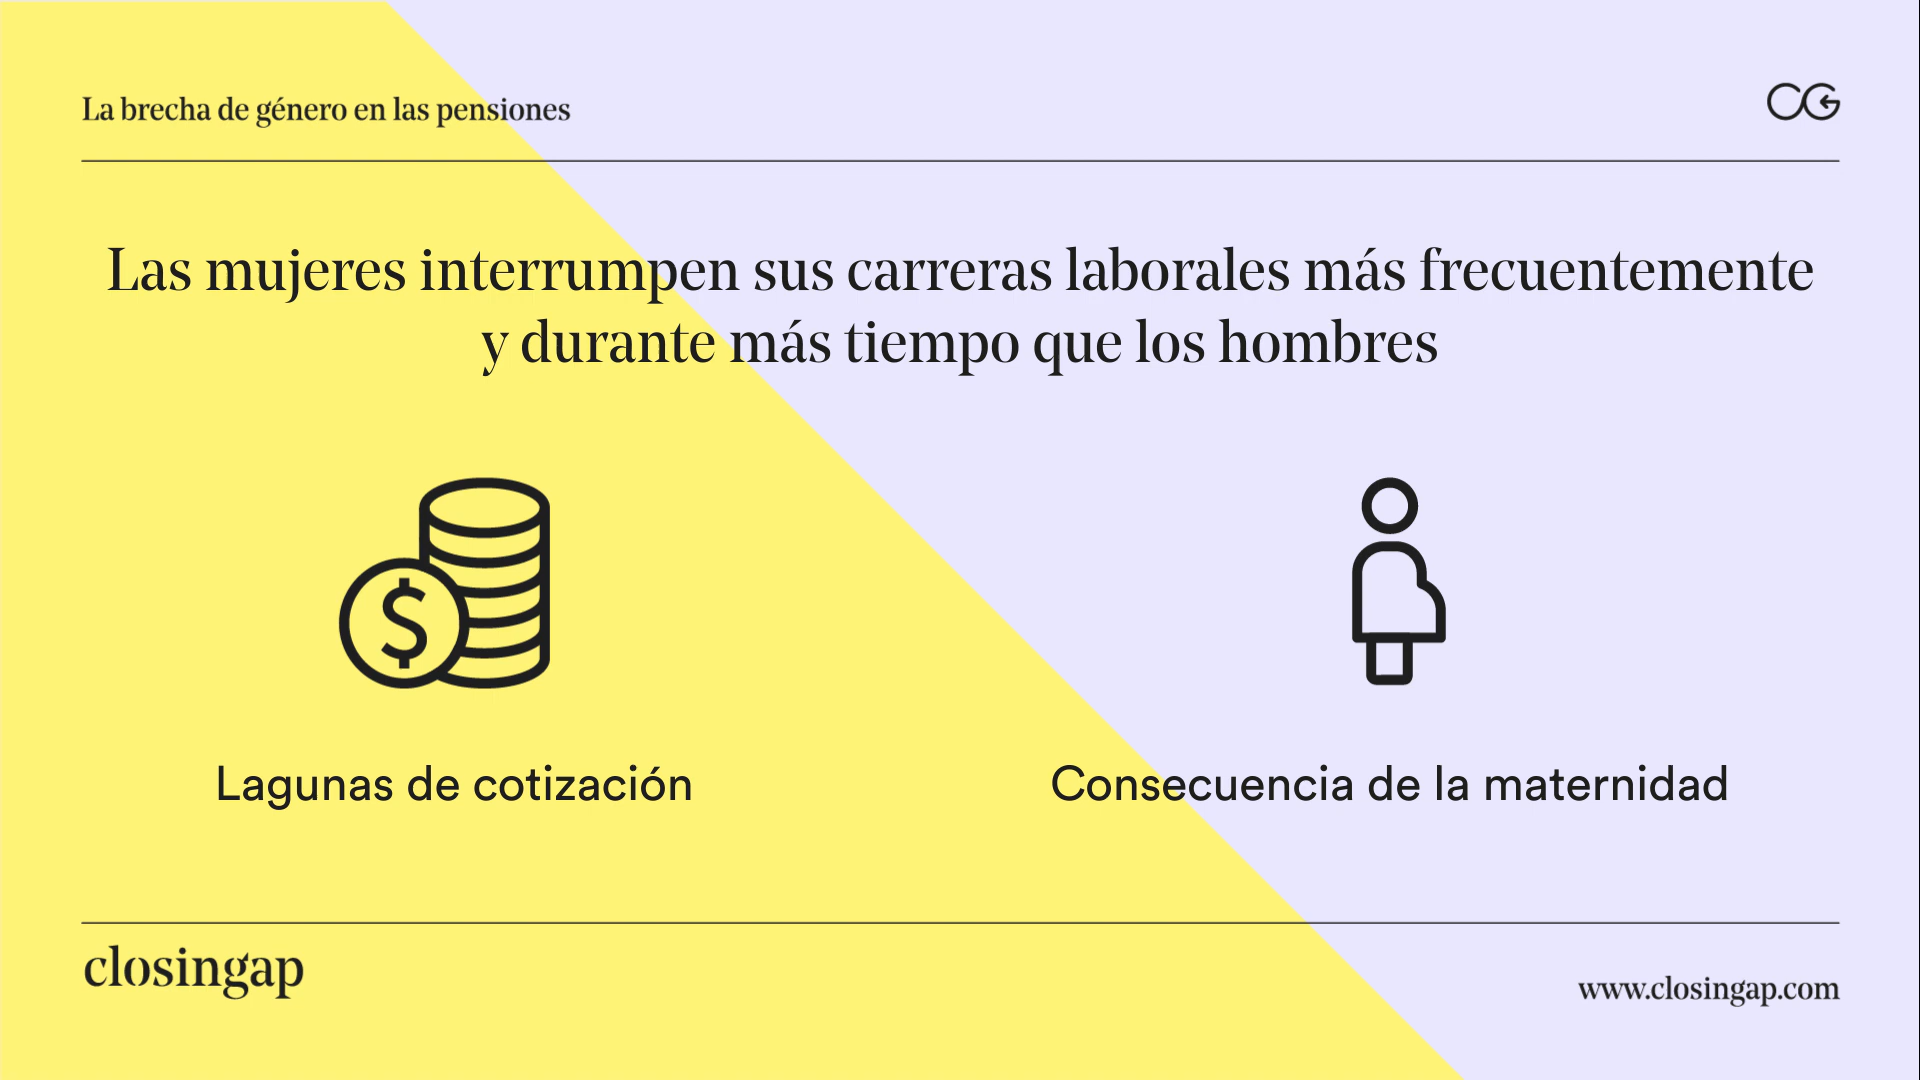 La brecha de género en las pensiones
CG
Las mujeres interrumpen sus carreras laborales más frecuentemente
y durante más tiempo que los hombres
$
Lagunas de cotización
Consecuencia de la maternidad
closingap
www.closingap.com